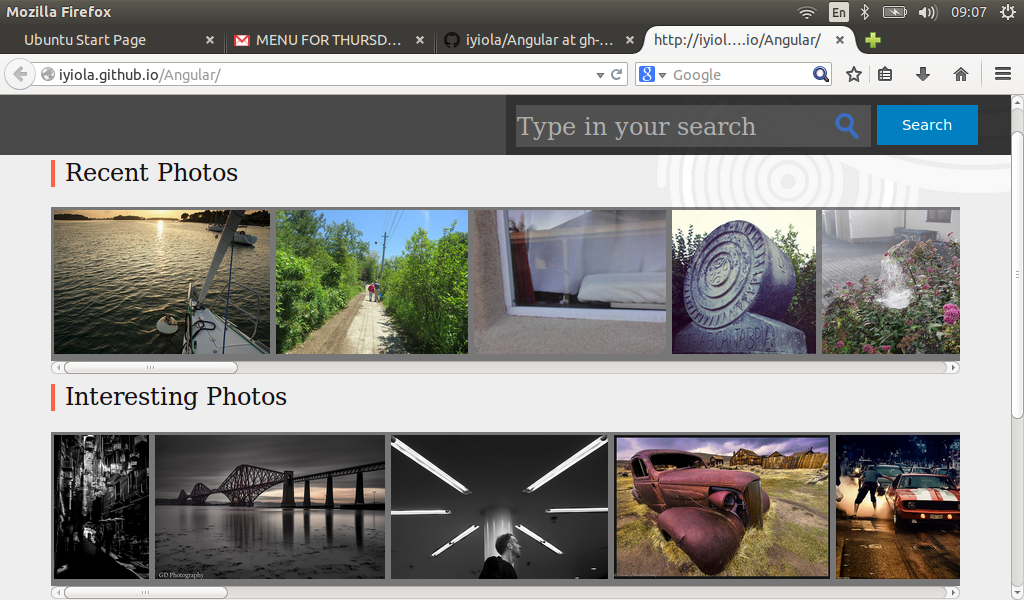 Mozilla Firefox
En
09:07
Ubuntu Start Page
MENU FOR THURSD...
iyiola/Angular at gh-...
http://iyiol....io/Angular/
iyiola.github.io/Angular/
Google
Type in your search
Search
Recent Photos
Interesting Photos
GD Photography